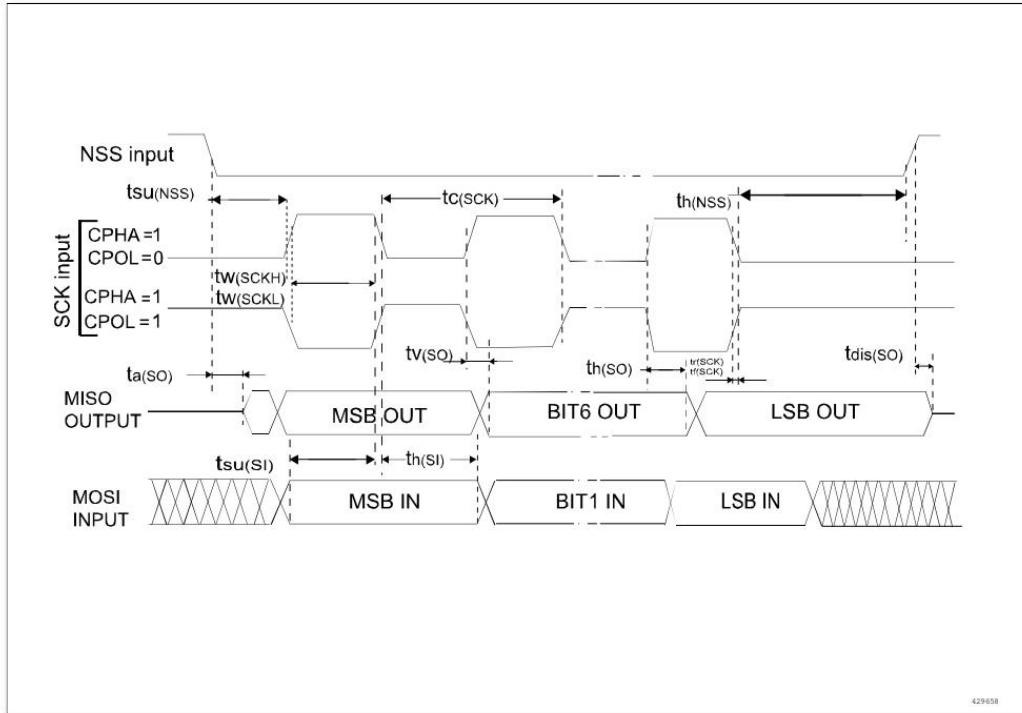 NSS input
tsu(NSS)
tc(SCK)
th(NSS)
SCK input
CPHA =1
CPOL=0
tw(SCKH)
tw(SCKL)
CPHA =1
CPOL=1
tv(SO)
th(SO)
tr(SCK)
tf(SCK)
tdis(SO)
ta(SO)
MISO
OUTPUT
MSB OUT
BIT6 OUT
LSB OUT
tsu(SI)
th(SI)
MOSI
INPUT
MSB IN
BIT1 IN
LSB IN
429658